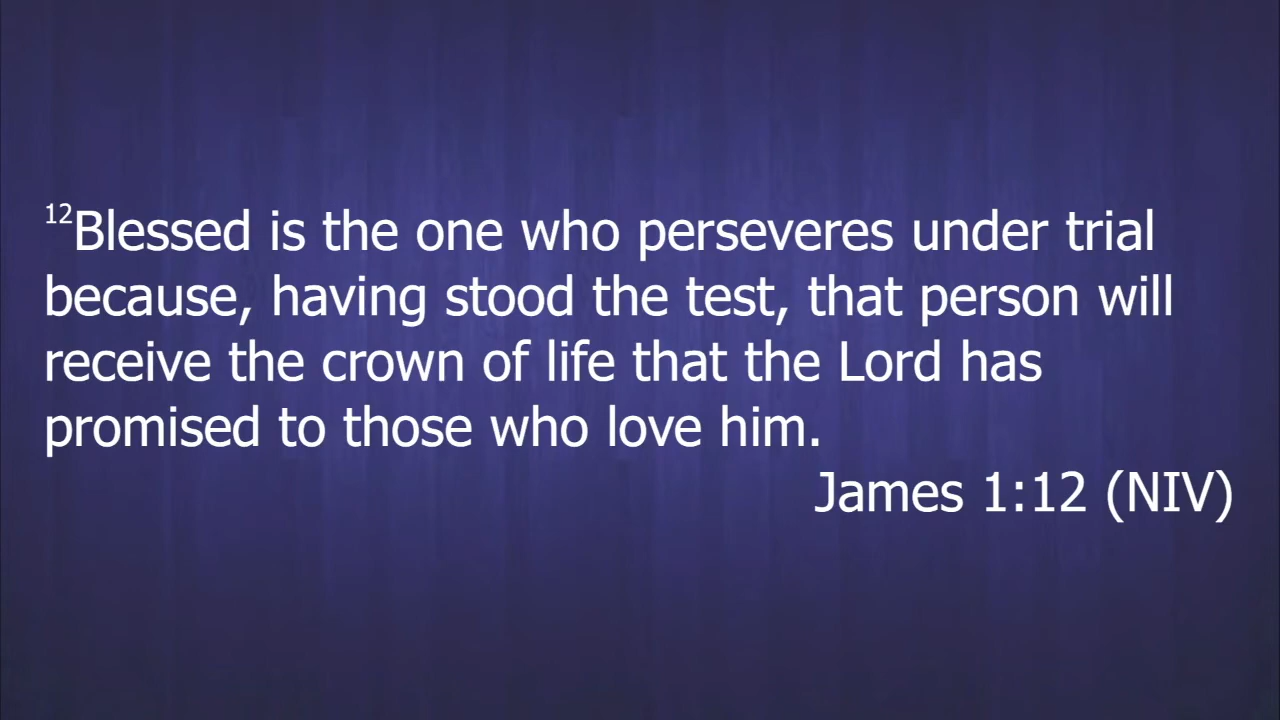 12Blessed is the one who perseveres under trial
because, having stood the test, that person will
receive the crown of life that the Lord has
promised to those who love him.
James 1:12 (NIV)